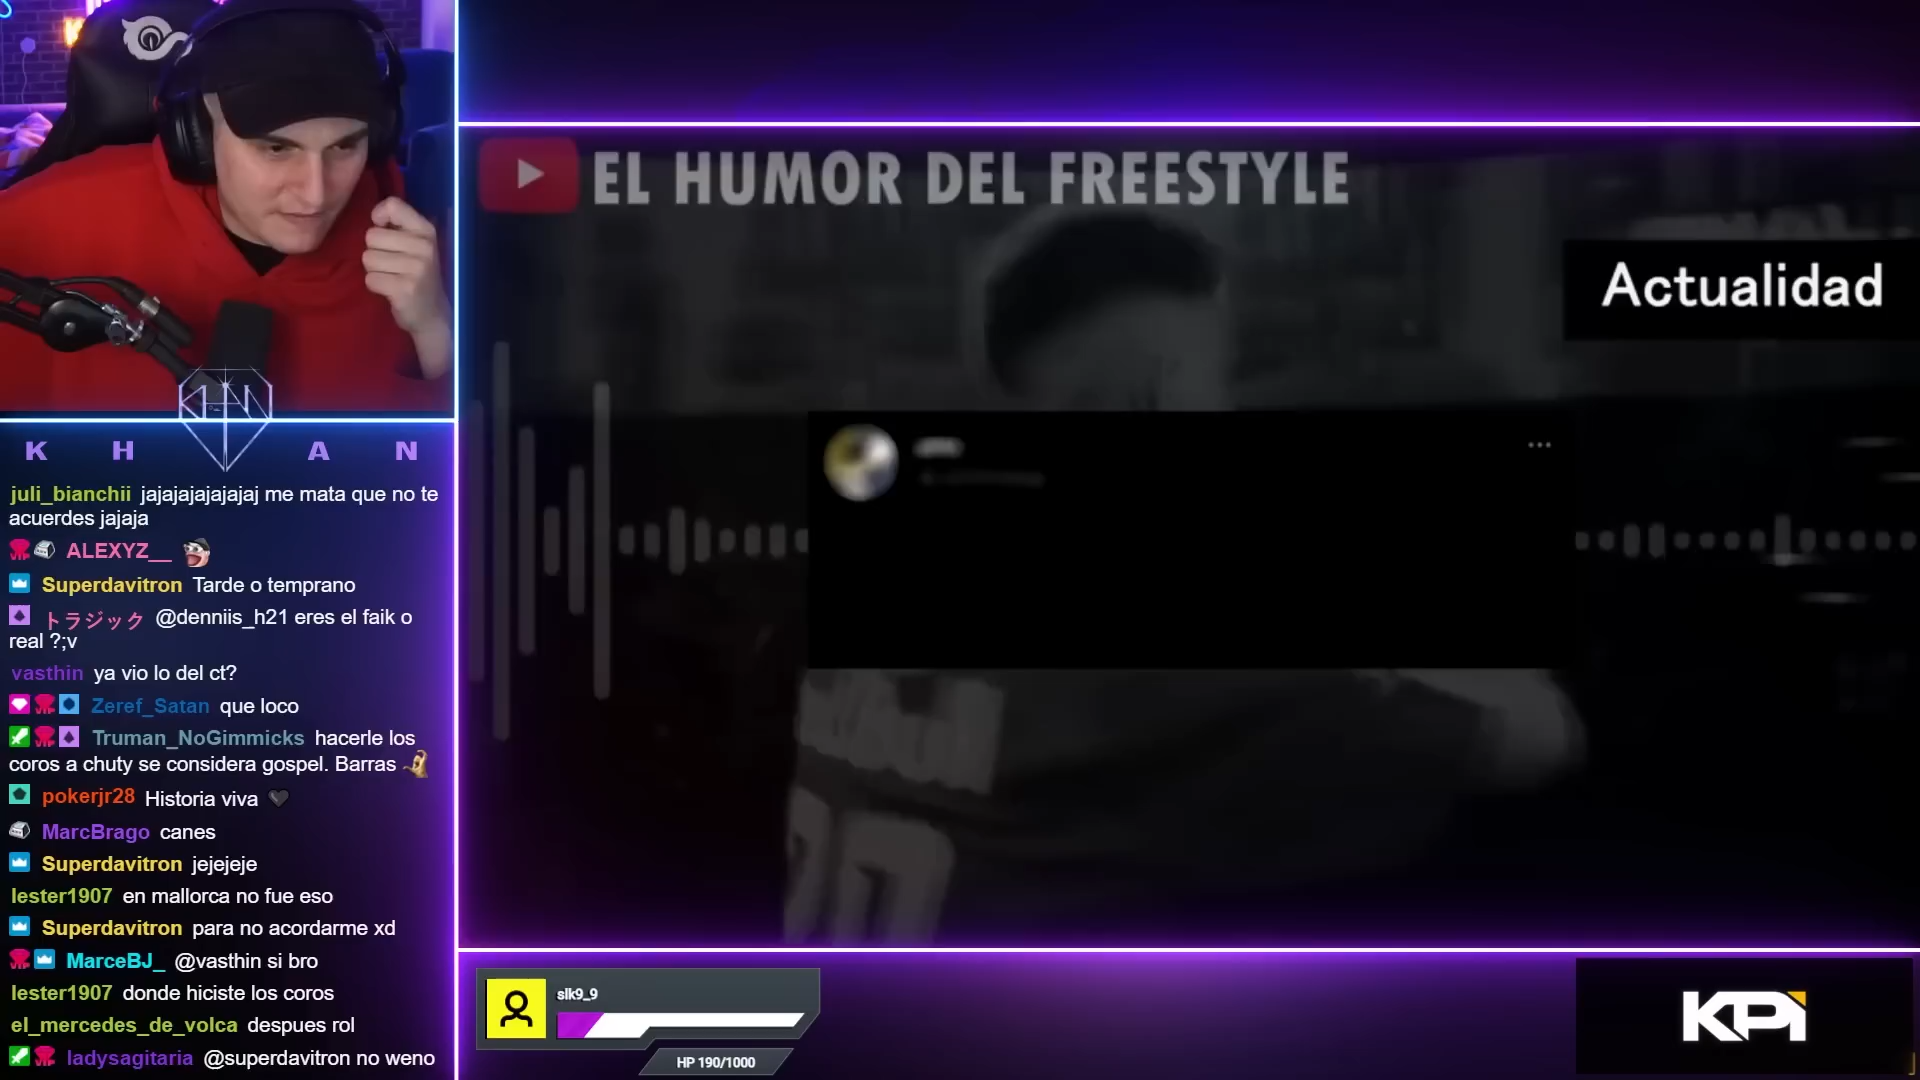 EL HUMOR DEL FREESTYLE
Actualidad
KHAN
K H A N
juli_bianchii jajajajajajajaj me mata que no te
acuerdes jajaja
ALEXYZ__
Superdavitron Tarde o temprano
トラジック @denniis_h21 eres el faik o
real ?;v
vasthin ya vio lo del ct?
Zeref_Satan que loco
Truman_NoGimmicks hacerle los
coros a chuty se considera gospel. Barras
pokerjr28 Historia viva
MarcBrago canes
Superdavitron jejejeje
lester1907 en mallorca no fue eso
Superdavitron para no acordarme xd
MarceBJ_ @vasthin si bro
lester1907 donde hiciste los coros
el_mercedes_de_volca despues rol
ladysagitaria @superdavitron no weno
slk9_9
HP 190/1000
KPI